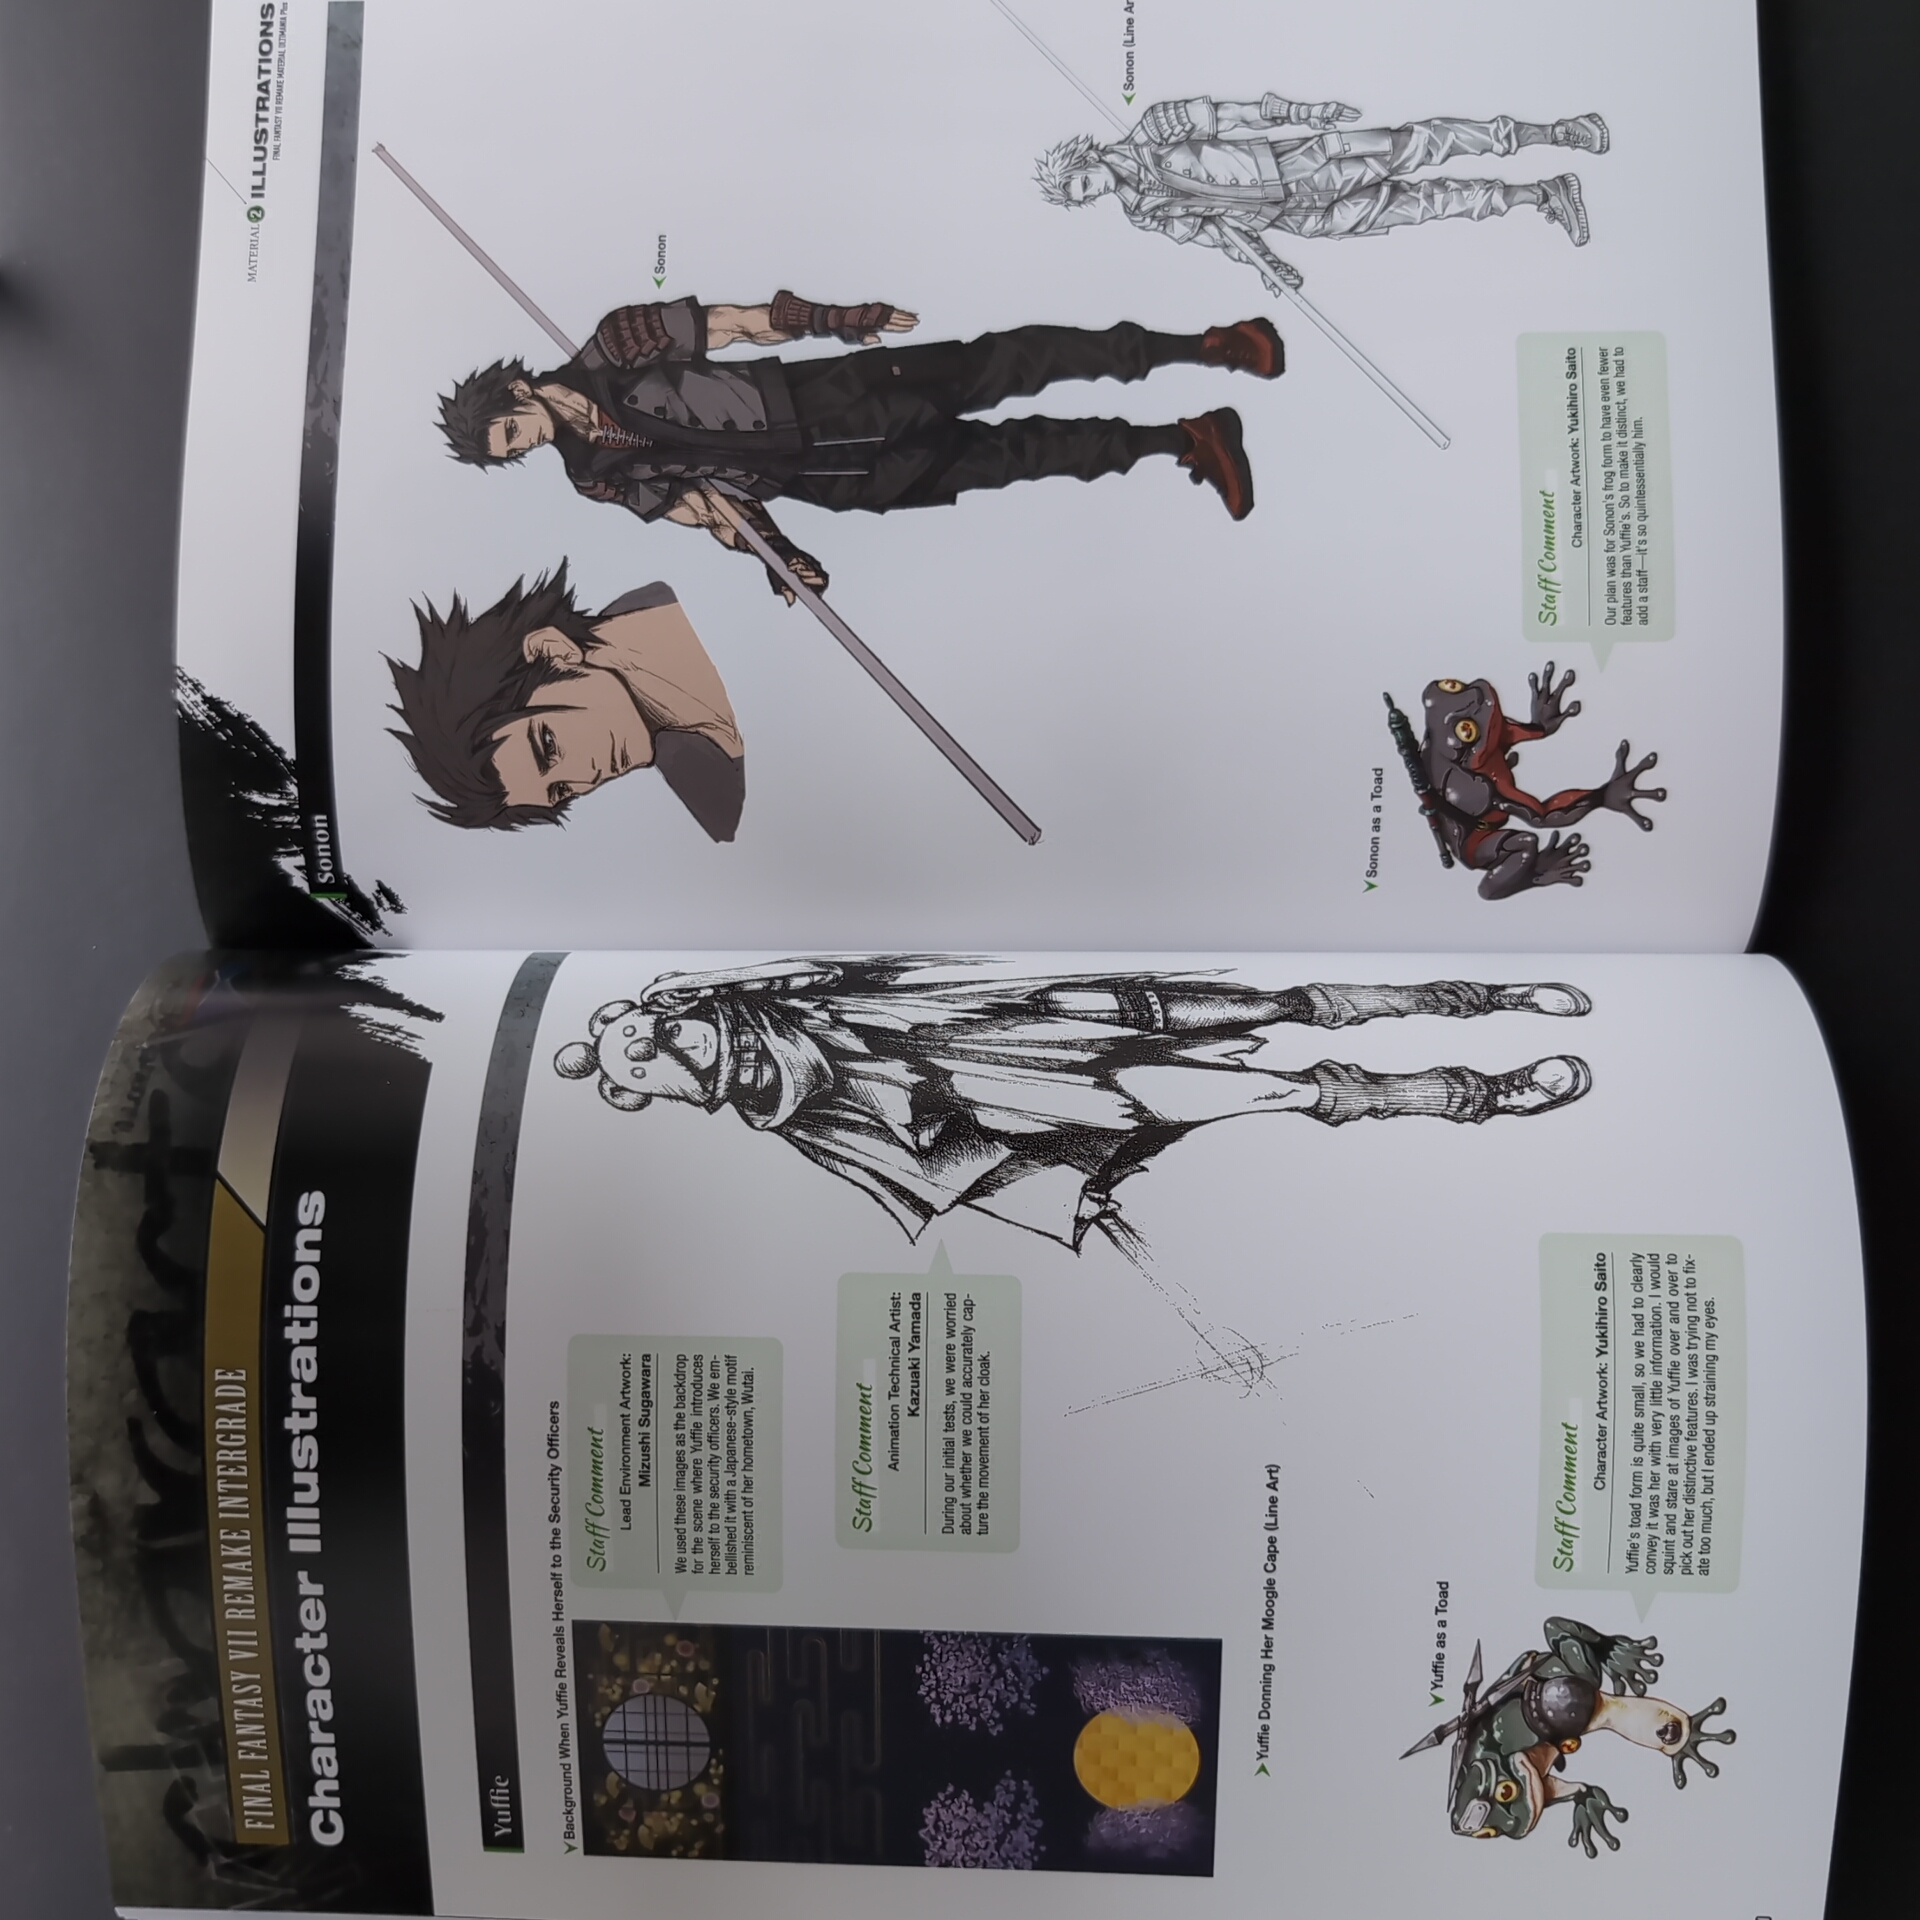 FINAL FANTASY VII REMAKE INTERGRADE
Character Illustrations
Yuffie
Background When Yuffie Reveals Herself to the Security Officers
Staff Comment
Lead Environment Artwork:
Mizushi Sugawara
We used these images as the backdrop
for the scene where Yuffie introduces
herself to the security officers. We em-
bellished it with a Japanese-style motif
reminiscent of her hometown, Wutai.
Staff Comment
Animation Technical Artist:
Kazuaki Yamada
During our initial tests, we were worried
about whether we could accurately cap-
ture the movement of her cloak.
Yuffie Donning Her Moogle Cape (Line Art)
Yuffie as a Toad
Staff Comment
Character Artwork: Yukihiro Saito
Yuffie's toad form is quite small, so we had to clearly
convey it was her with very little information. I would
squint and stare at images of Yuffie over and over to
pick out her distinctive features. I was trying not to fix-
ate too much, but I ended up straining my eyes.
MATERIAL 2 ILLUSTRATIONS
FINAL FANTASY VII REMAKE MATERIAL ULTIMANIA Plus
Sonon
Sonon
Sonon (Line Ar
Sonon as a Toad
Staff Comment
Character Artwork: Yukihiro Saito
Our plan was for Sonon's frog form to have even fewer
features than Yuffie's. So to make it distinct, we had to
add a staff—it's so quintessentially him.